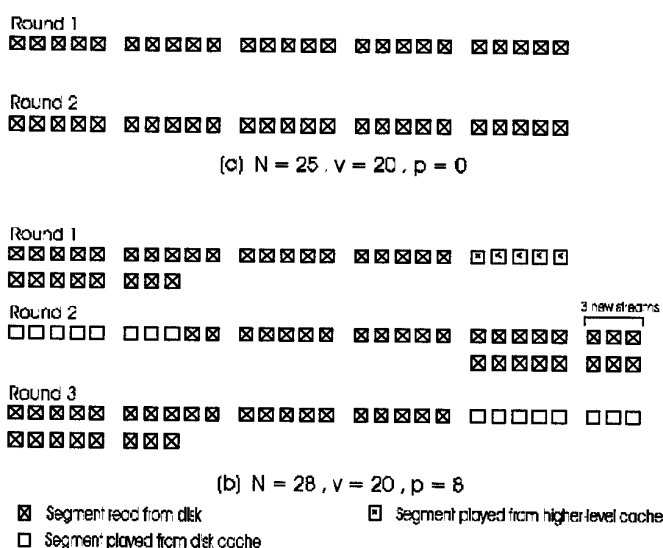 Round 1
Round 2
(a) N = 25, v = 20, p = 0
Round 1
Round 2
3 new streams
Round 3
(b) N = 28, v = 20, p = 8
Segment read from disk
Segment played from higher-level cache
Segment played from disk cache